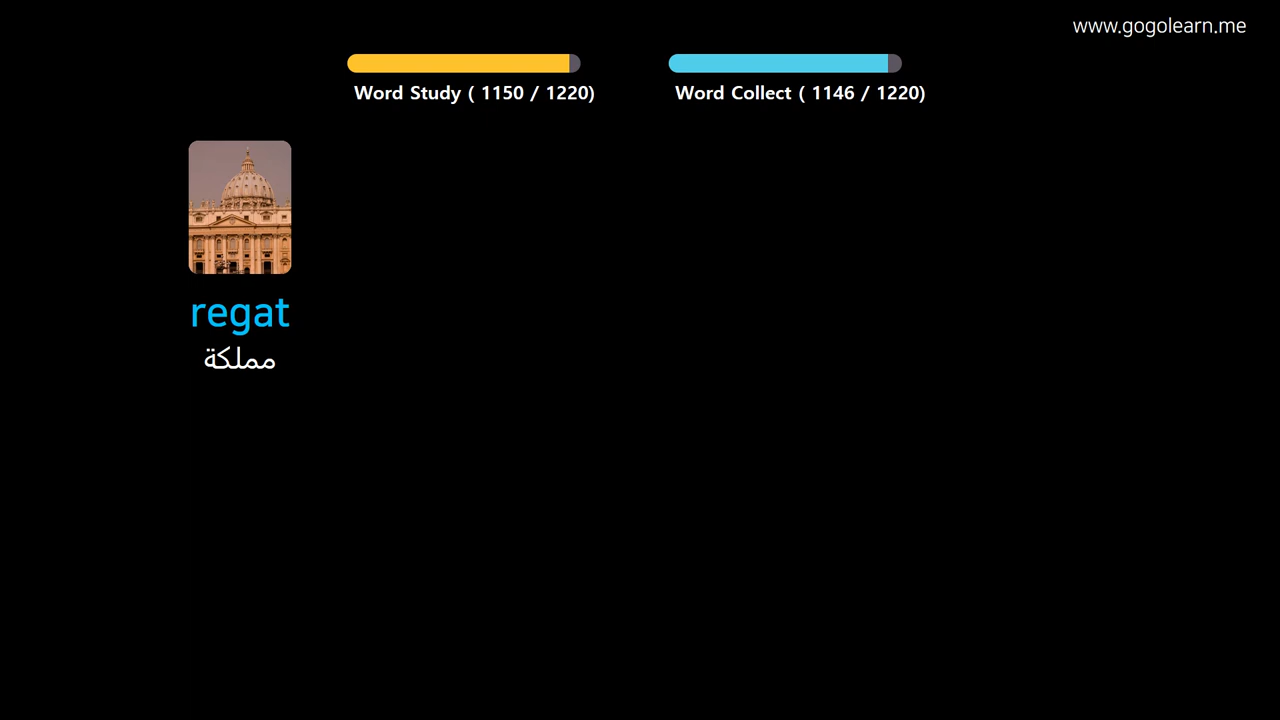 www.gogolearn.me
Word Study ( 1150 / 1220)
Word Collect ( 1146 / 1220)
regat
مملكة